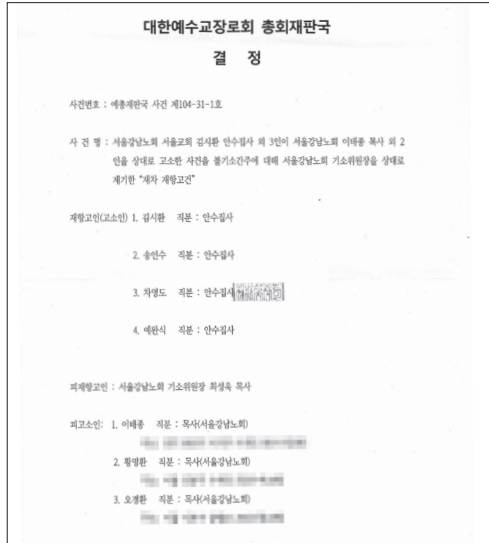 대한예수교장로회 총회재판국
결 정
사건번호 : 예총재판국 사건 제104-31-1호
사 건 명 : 서울강남노회 서울교회 김시환 안수집사 외 3인이 서울강남노회 이태종 목사 외 2
인을 상대로 고소한 사건을 불기소간주에 대해 서울강남노회 기소위원장을 상대로
제기한 "재차 재항고건"
재항고인(고소인) 1. 김시환 직분 : 안수집사
2. 송언수 직분 : 안수집사
3. 차영도 직분 : 안수집사
4. 예완식 직분 : 안수집사
피재항고인 : 서울강남노회 기소위원장 최성욱 목사
피고소인: 1. 이태종 직분 : 목사(서울강남노회)
2. 황명환 직분 : 목사(서울강남노회)
3. 오경환 직분 : 목사(서울강남노회)